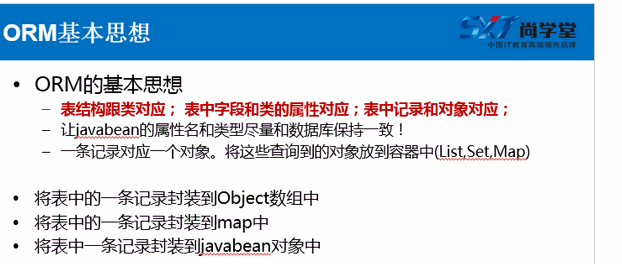 ORM基本思想
SXT 尚学堂
中国IT教育高端领先品牌
• ORM的基本思想
– 表结构跟类对应； 表中字段和类的属性对应；表中记录和对象对应；
– 让javabean的属性名和类型尽量和数据库保持一致！
– 一条记录对应一个对象。将这些查询到的对象放到容器中(List,Set,Map)
• 将表中的一条记录封装到Object数组中
• 将表中的一条记录封装到map中
• 将表中一条记录封装到javabean对象中